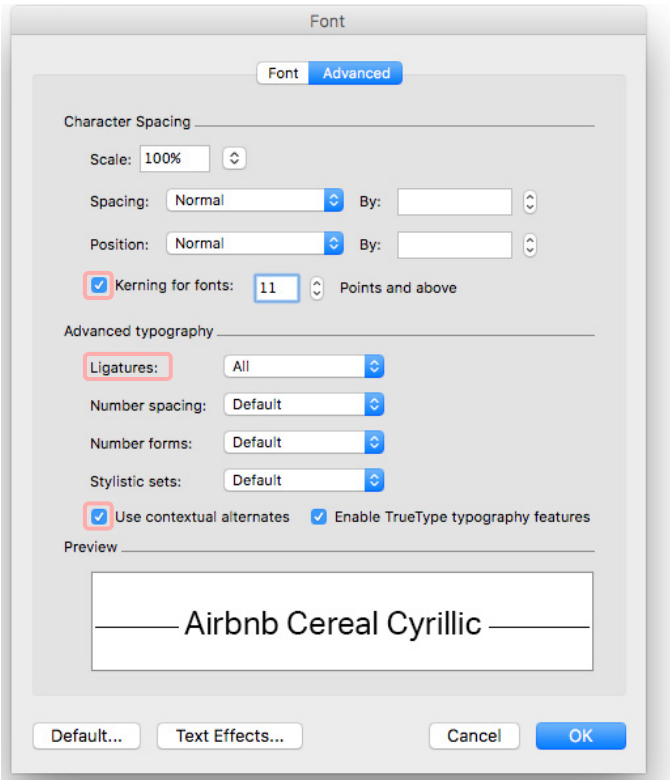 Font
Font Advanced
Character Spacing
Scale: 100%
Spacing: Normal By:
Position: Normal By:
Kerning for fonts: 11 Points and above
Advanced typography
Ligatures: All
Number spacing: Default
Number forms: Default
Stylistic sets: Default
Use contextual alternates Enable TrueType typography features
Preview
Airbnb Cereal Cyrillic
Default... Text Effects... Cancel OK